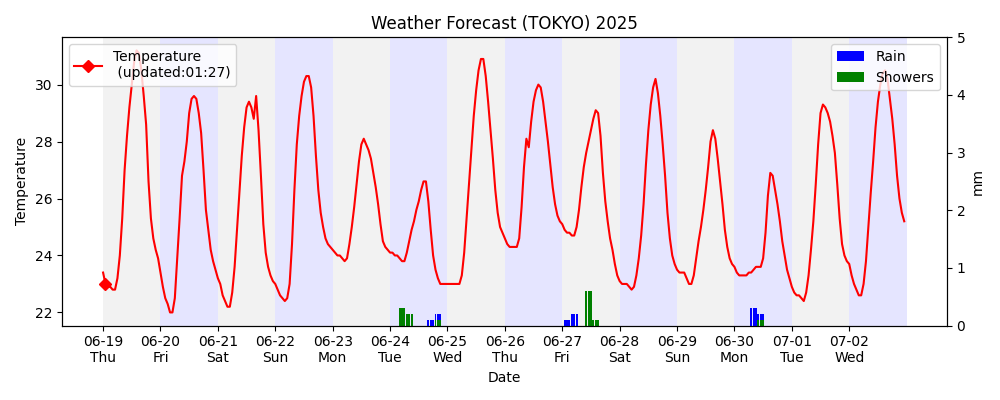 Weather Forecast (TOKYO) 2025
Temperature
(updated:01:27)
Rain
Showers
Temperature
30
28
26
24
22
5
4
3
2
1
0
mm
06-19 06-20 06-21 06-22 06-23 06-24 06-25 06-26 06-27 06-28 06-29 06-30 07-01 07-02
Thu Fri Sat Sun Mon Tue Wed Thu Fri Sat Sun Mon Tue Wed
Date